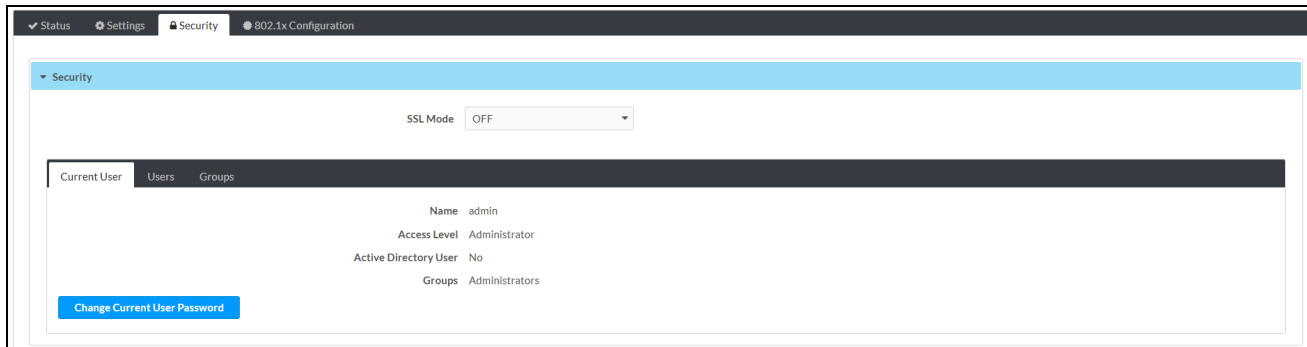 Status Settings Security 802.1x Configuration
Security
SSL Mode OFF
Current User Users Groups
Name admin
Access Level Administrator
Active Directory User No
Groups Administrators
Change Current User Password